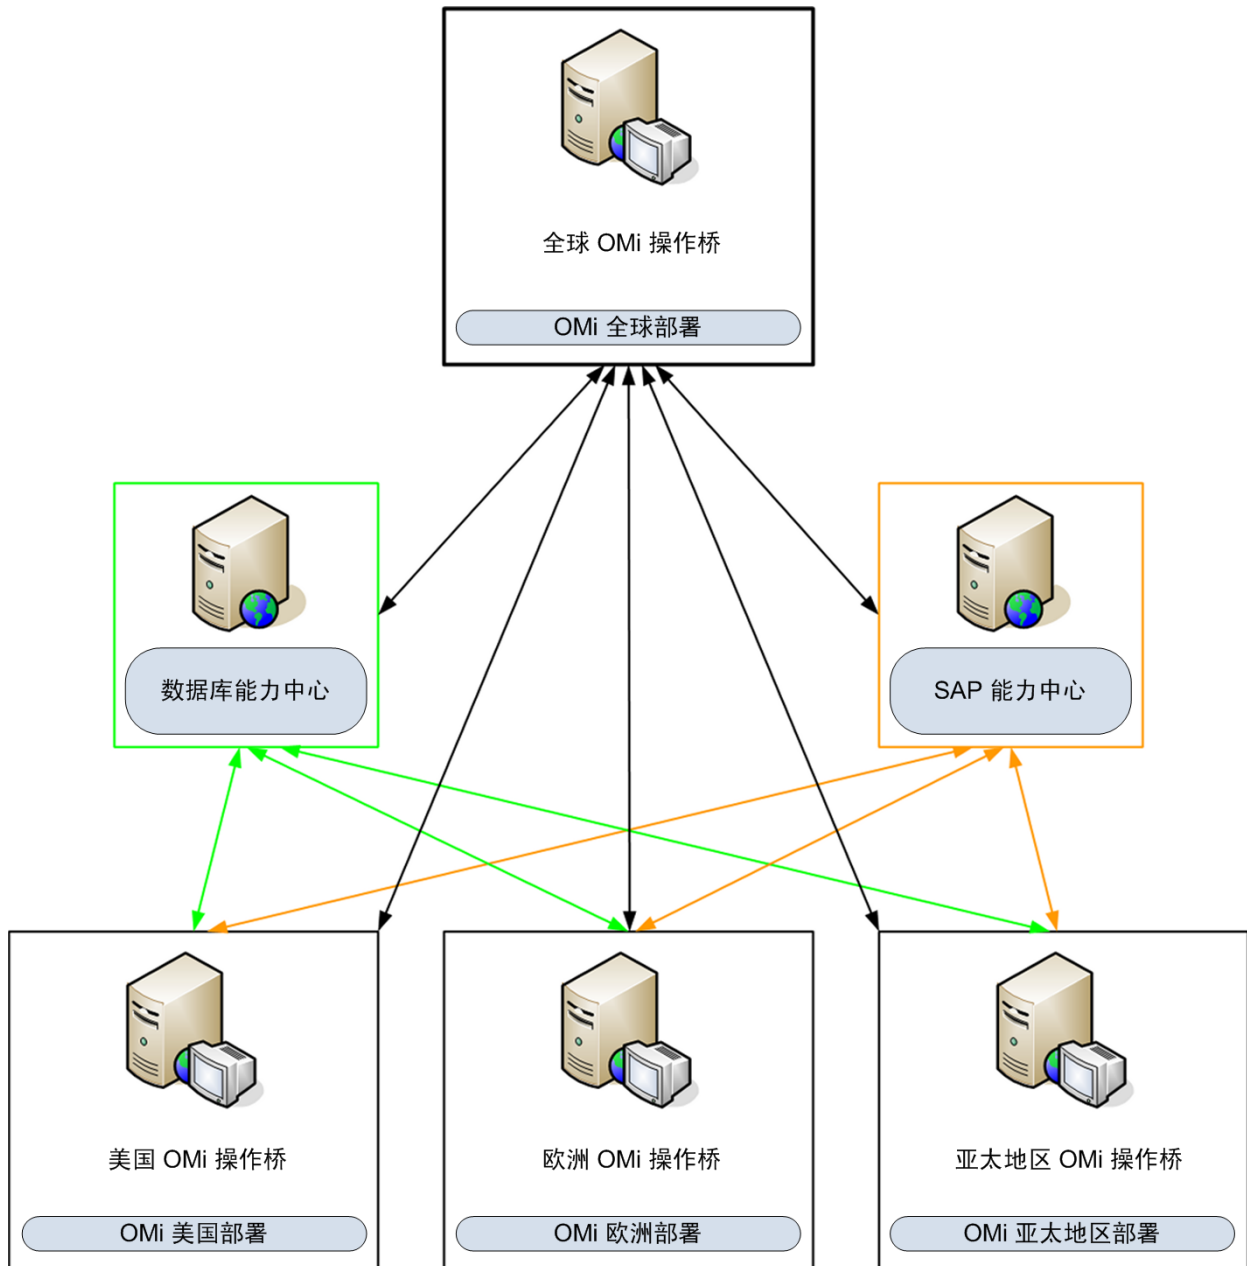 全球 OMi 操作桥
OMi 全球部署
数据库能力中心
SAP 能力中心
美国 OMi 操作桥
欧洲 OMi 操作桥
亚太地区 OMi 操作桥
OMi 美国部署
OMi 欧洲部署
OMi 亚太地区部署